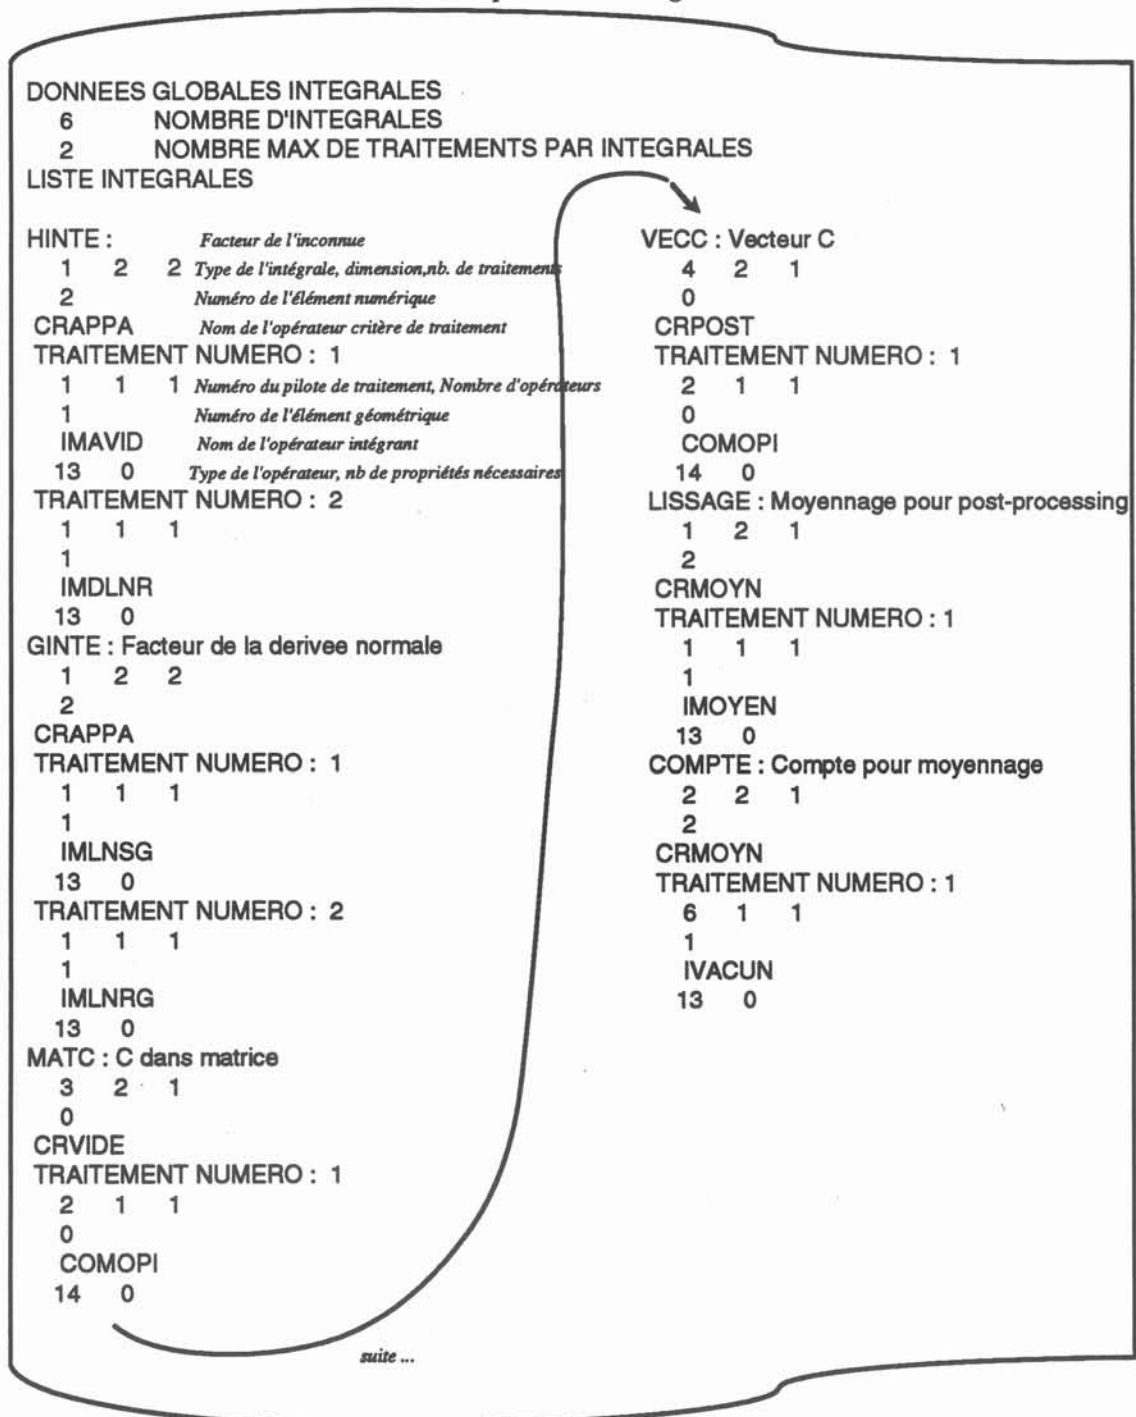 DONNEES GLOBALES INTEGRALES
6 NOMBRE D'INTEGRALES
2 NOMBRE MAX DE TRAITEMENTS PAR INTEGRALES
LISTE INTEGRALES
HINTE : Facteur de l'inconnue
1 2 2 Type de l'intégrale, dimension,nb. de traitements
2 Numéro de l'élément numérique
CRAPPA Nom de l'opérateur critère de traitement
TRAITEMENT NUMERO : 1
1 1 1 Numéro du pilote de traitement, Nombre d'opérateurs
1 Numéro de l'élément géométrique
IMAVID Nom de l'opérateur intégrant
13 0 Type de l'opérateur, nb de propriétés nécessaires
TRAITEMENT NUMERO : 2
1 1 1
1
IMDLNR
13 0
GINTE : Facteur de la derivee normale
1 2 2
2
CRAPPA
TRAITEMENT NUMERO : 1
1 1 1
1
IMLNSG
13 0
TRAITEMENT NUMERO : 2
1 1 1
1
IMLNRG
13 0
MATC : C dans matrice
3 2 1
0
CRVIDE
TRAITEMENT NUMERO : 1
2 1 1
0
COMOPI
14 0
suite ...
VECC : Vecteur C
4 2 1
0
CRPOST
TRAITEMENT NUMERO : 1
2 1 1
0
COMOPI
14 0
LISSAGE : Moyennage pour post-processing
1 2 1
2
CRMOYN
TRAITEMENT NUMERO : 1
1 1 1
1
IMOYEN
13 0
COMPTE : Compte pour moyennage
2 2 1
2
CRMOYN
TRAITEMENT NUMERO : 1
6 1 1
1
IVACUN
13 0